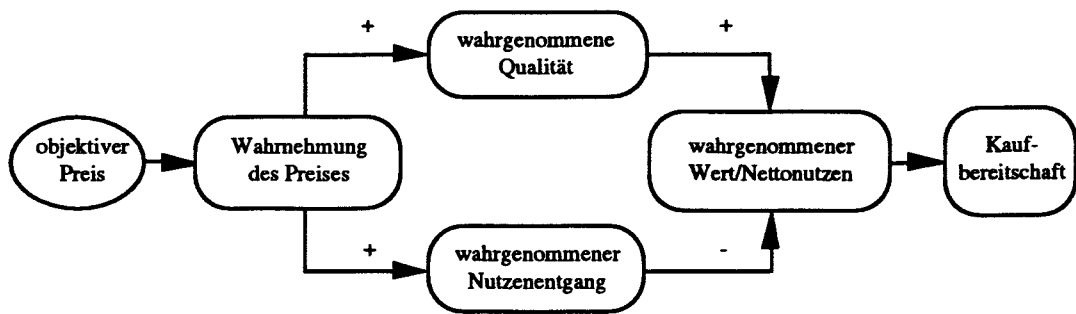 +
wahrgenommene
Qualität
+
objektiver
Preis
Wahrnehmung
des Preises
wahrgenommener
Wert/Nettonutzen
Kauf-
bereitschaft
+
wahrgenommener
Nutzenentgang
-